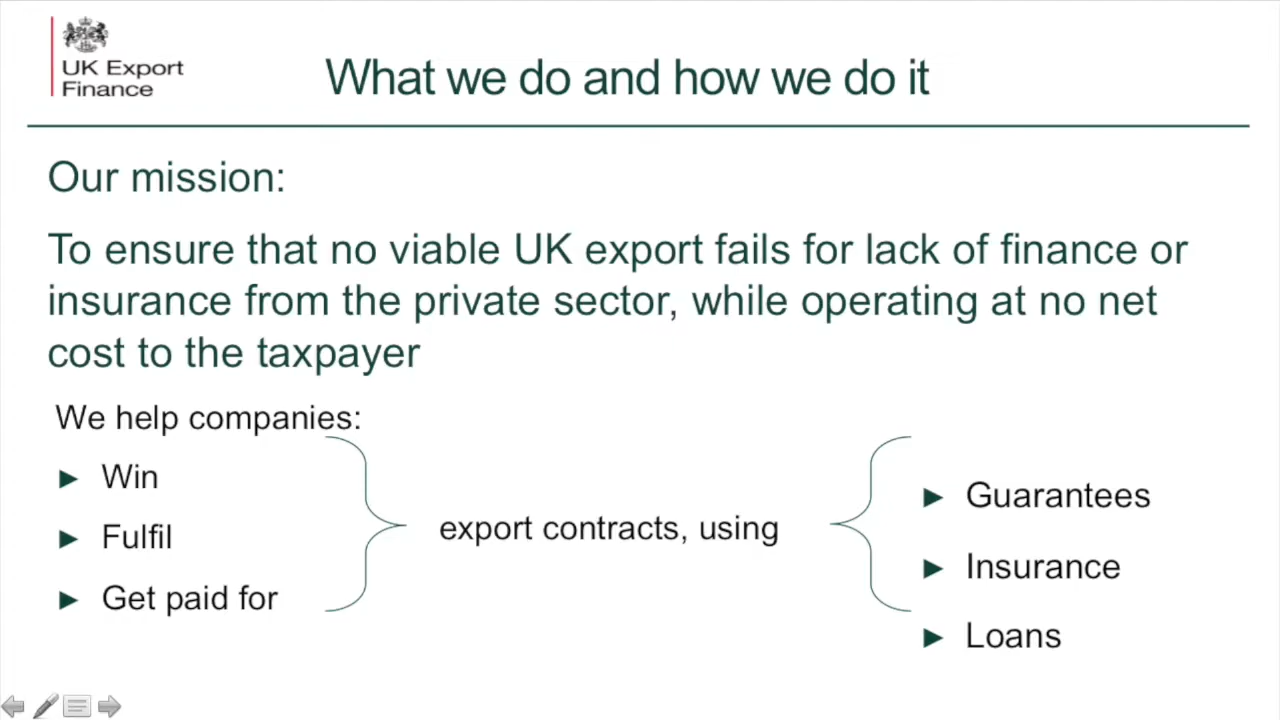 UK Export
Finance
What we do and how we do it
Our mission:
To ensure that no viable UK export fails for lack of finance or
insurance from the private sector, while operating at no net
cost to the taxpayer
We help companies:
► Win
► Fulfil
► Get paid for
export contracts, using
► Guarantees
► Insurance
► Loans